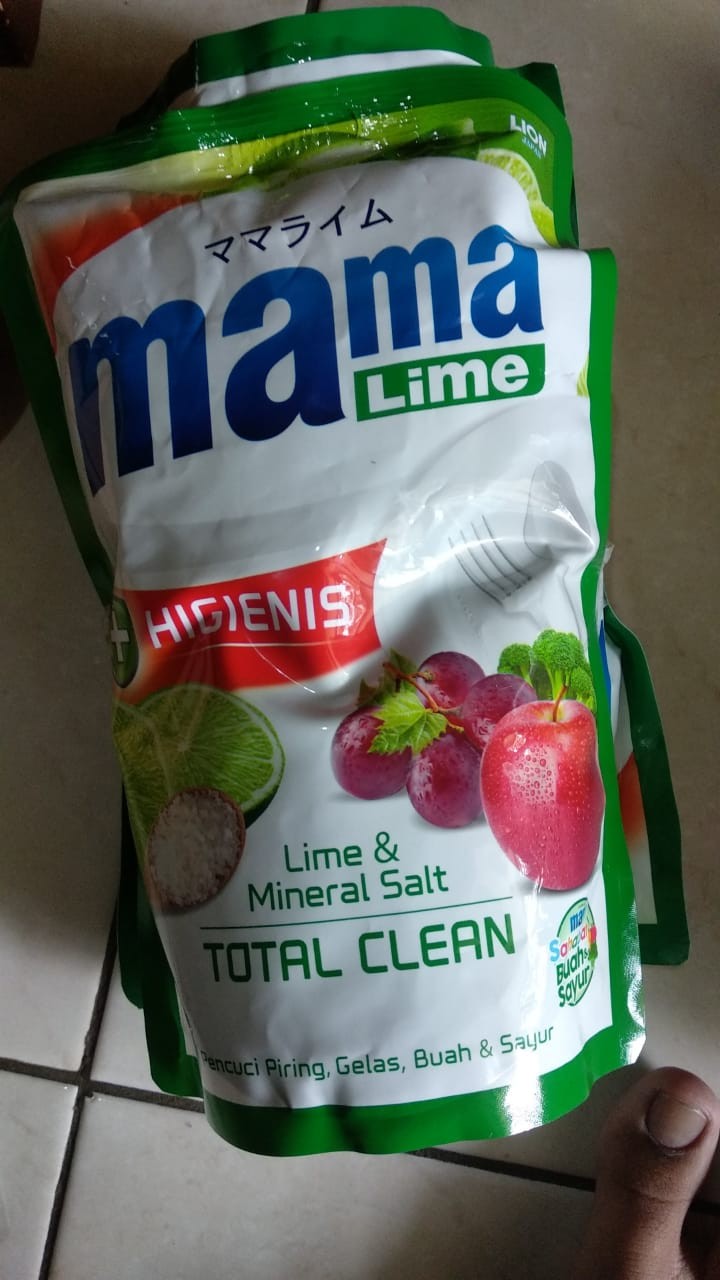 LION
JAPAN
ママライム
mama
Lime
+ HIGIENIS
Lime &
Mineral Salt
TOTAL CLEAN
Buah &
Sayur
Pencuci Piring, Gelas, Buah & Sayur